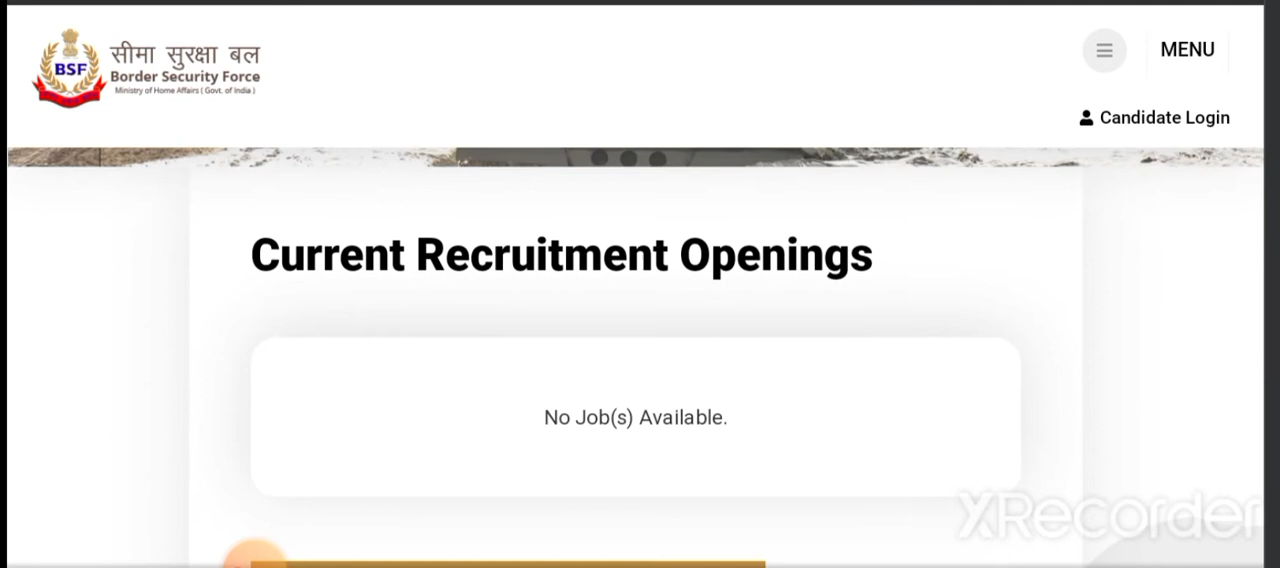 BSF
सीमा सुरक्षा बल
Border Security Force
Ministry of Home Affairs ( Govt. of India )
MENU
Candidate Login
Current Recruitment Openings
No Job(s) Available.
XRecorder